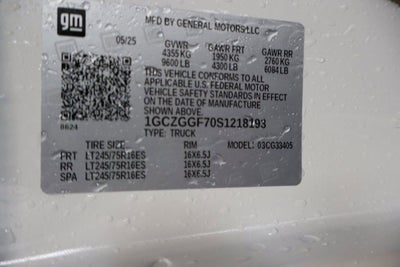 gm
MFD BY GENERAL MOTORS LLC
05/25 GVWR GAWR FRT GAWR RR
4355 KG 1950 KG 2760 KG
9600 LB 4300 LB 6084 LB
THIS VEHICLE CONFORMS TO ALL
APPLICABLE U.S. FEDERAL MOTOR
VEHICLE SAFETY STANDARDS IN EFFECT
ON THE DATE OF MANUFACTURE
SHOWN ABOVE.
0624 1GCZGGF70S1218193
TYPE: TRUCK
TIRE SIZE RIM MODEL: 03CG33405
FRT LT245/75R16ES 16X6.5J
RR LT245/75R16ES 16X6.5J
SPA LT245/75R16ES 16X6.5J